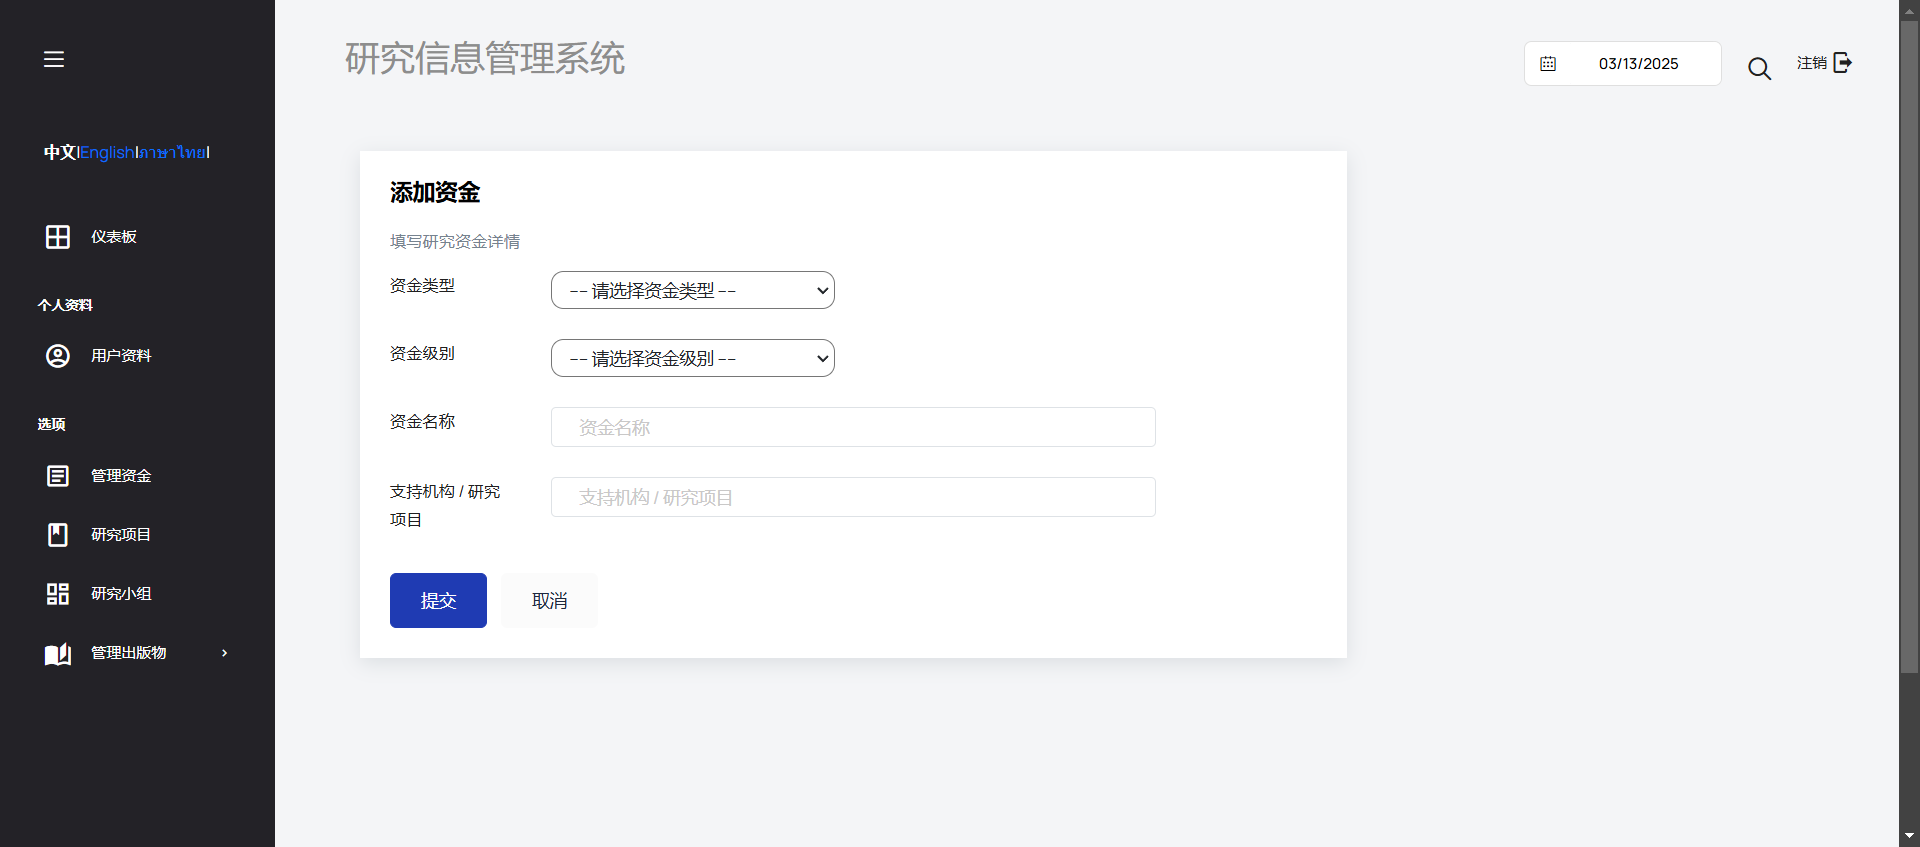 研究信息管理系统
03/13/2025
注销
中文|English|ภาษาไทย|
仪表板
个人资料
用户资料
选项
管理资金
研究项目
研究小组
管理出版物
添加资金
填写研究资金详情
资金类型
-- 请选择资金类型 --
资金级别
-- 请选择资金级别 --
资金名称
资金名称
支持机构 / 研究
项目
支持机构 / 研究项目
提交
取消